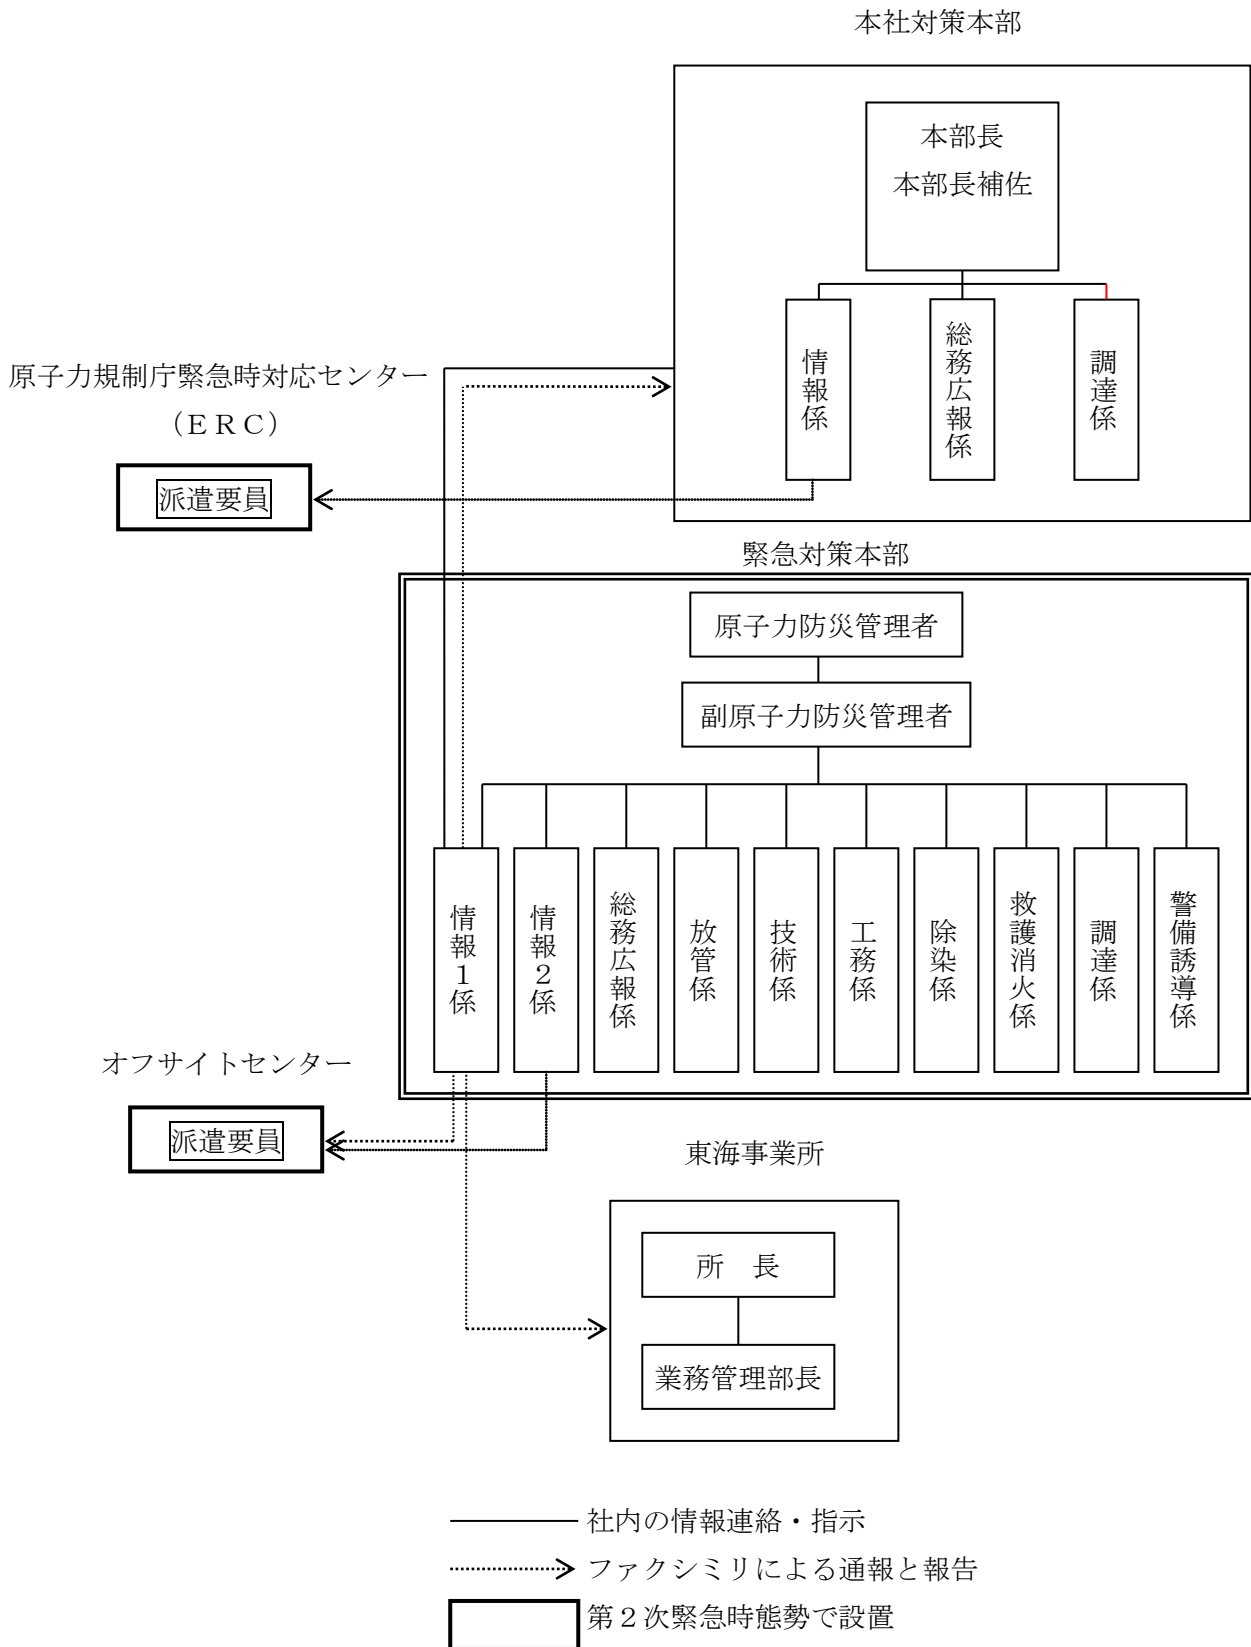 本社対策本部
本部長
本部長補佐
情報係
総務広報係
調達係
原子力規制庁緊急時対応センター
（ＥＲＣ）
派遣要員
緊急対策本部
原子力防災管理者
副原子力防災管理者
情報１係
情報２係
総務広報係
放管係
技術係
工務係
除染係
救護消火係
調達係
警備誘導係
オフサイトセンター
派遣要員
東海事業所
所　長
業務管理部長
社内の情報連絡・指示
ファクシミリによる通報と報告
第２次緊急時態勢で設置